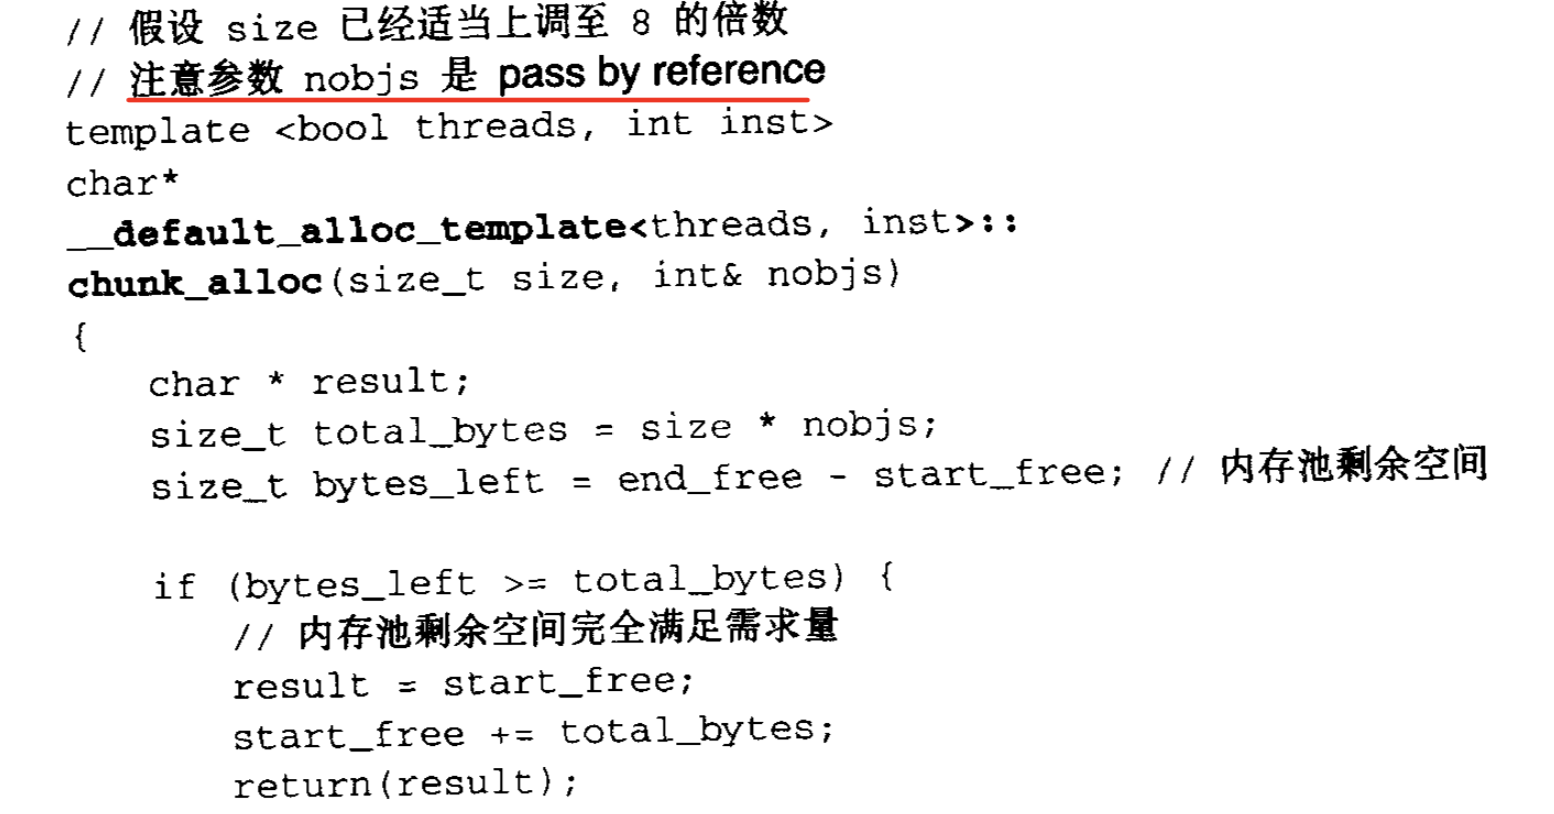 // 假设 size 已经适当上调至 8 的倍数
// 注意参数 nobjs 是 pass by reference
template <bool threads, int inst>
char*
__default_alloc_template<threads, inst>::
chunk_alloc(size_t size, int& nobjs)
{
    char * result;
    size_t total_bytes = size * nobjs;
    size_t bytes_left = end_free - start_free; // 内存池剩余空间
    if (bytes_left >= total_bytes) {
        // 内存池剩余空间完全满足需求量
        result = start_free;
        start_free += total_bytes;
        return(result);